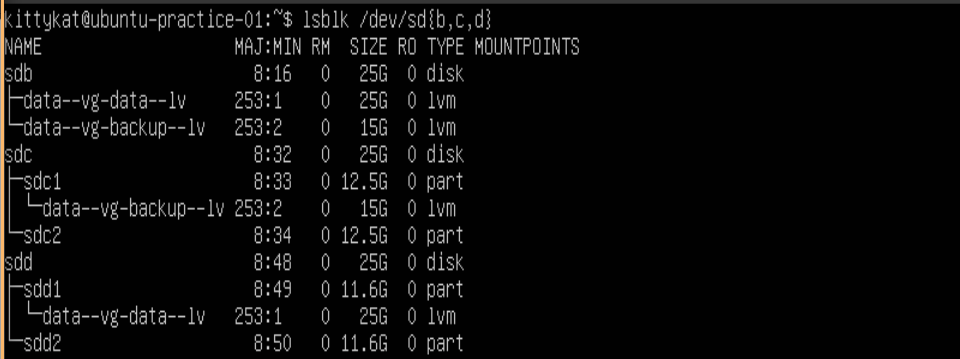 kittykat@ubuntu-practice-01:~$ lsblk /dev/sd{b,c,d}
NAME                      MAJ:MIN RM  SIZE RO TYPE MOUNTPOINTS
sdb                         8:16   0   25G  0 disk
├─data--vg-data--lv       253:1    0   25G  0 lvm
└─data--vg-backup--lv     253:2    0   15G  0 lvm
sdc                         8:32   0   25G  0 disk
├─sdc1                      8:33   0 12.5G  0 part
│ └─data--vg-backup--lv 253:2    0   15G  0 lvm
└─sdc2                      8:34   0 12.5G  0 part
sdd                         8:48   0   25G  0 disk
├─sdd1                      8:49   0 11.6G  0 part
│ └─data--vg-data--lv   253:1    0   25G  0 lvm
└─sdd2                      8:50   0 11.6G  0 part